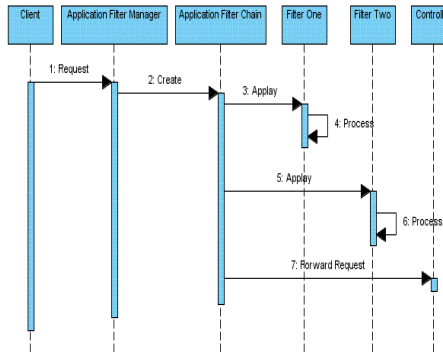 Client
Application Filter Manager
Application Filter Chain
Filter One
Filter Two
Controll
1: Request
2: Create
3: Applay
4: Process
5: Applay
6: Process
7: Forward Request